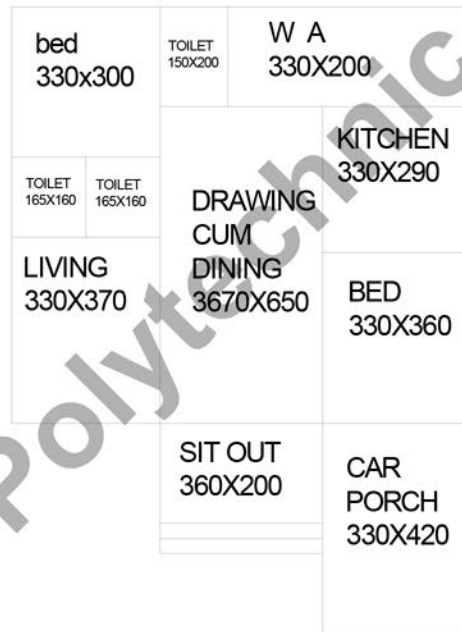 bed
330x300
TOILET
150X200
W A
330X200
KITCHEN
330X290
TOILET
165X160
TOILET
165X160
DRAWING
CUM
DINING
3670X650
LIVING
330X370
BED
330X360
SIT OUT
360X200
CAR
PORCH
330X420
Polytechnic